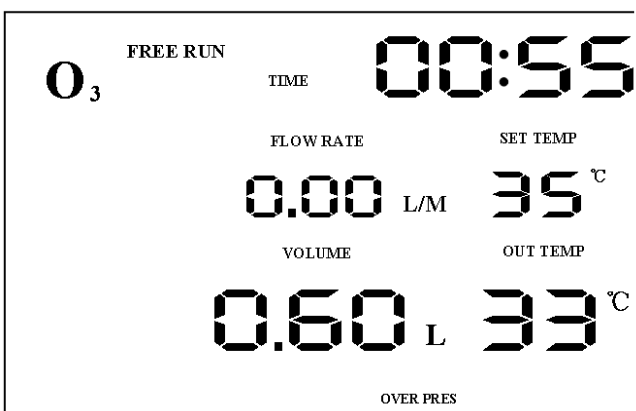 O₃ FREE RUN TIME 00:55
FLOW RATE SET TEMP
0.00 L/M 35 °C
VOLUME OUT TEMP
0.60 L 33 °C
OVER PRES